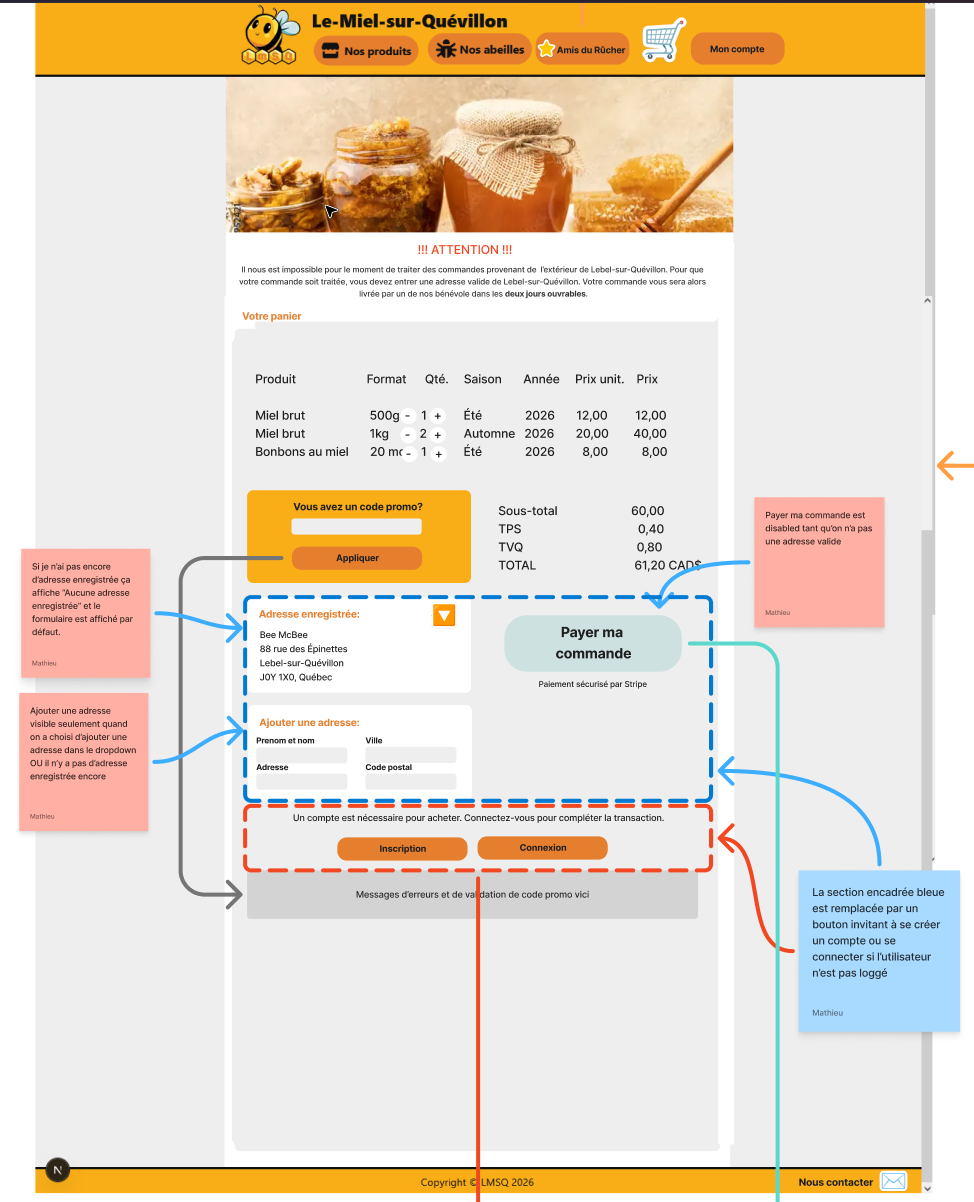 Le-Miel-sur-Quévillon
LMSQ
Nos produits
Nos abeilles
Amis du Rûcher
Mon compte
!!! ATTENTION !!!
Il nous est impossible pour le moment de traiter des commandes provenant de l'extérieur de Lebel-sur-Quévillon. Pour que
votre commande soit traitée, vous devez entrer une adresse valide de Lebel-sur-Quévillon. Votre commande vous sera alors
livrée par un de nos bénévole dans les deux jours ouvrables.
Votre panier
Produit Format Qté. Saison Année Prix unit. Prix
Miel brut 500g - 1 + Été 2026 12,00 12,00
Miel brut 1kg - 2 + Automne 2026 20,00 40,00
Bonbons au miel 20 - 1 + Été 2026 8,00 8,00
Vous avez un code promo?
Appliquer
Sous-total 60,00
TPS 0,40
TVQ 0,80
TOTAL 61,20 CAD$
Payer ma commande est
disabled tant qu'on n'a pas
une adresse valide
Mathieu
Si je n'ai pas encore
d'adresse enregistrée ça
affiche "Aucune adresse
enregistrée" et le
formulaire est affiché par
défaut.
Mathieu
Adresse enregistrée:
Bee McBee
88 rue des Épinettes
Lebel-sur-Quévillon
J0Y 1X0, Québec
Payer ma
commande
Paiement sécurisé par Stripe
Ajouter une adresse
visible seulement quand
on a choisi d'ajouter une
adresse dans le dropdown
OU il n'y a pas d'adresse
enregistrée encore
Mathieu
Ajouter une adresse:
Prenom et nom Ville
Adresse Code postal
Un compte est nécessaire pour acheter. Connectez-vous pour compléter la transaction.
Inscription
Connexion
Messages d'erreurs et de validation de code promo vici
La section encadrée bleue
est remplacée par un
bouton invitant à se créer
un compte ou se
connecter si l'utilisateur
n'est pas loggé
Mathieu
N
Copyright © LMSQ 2026
Nous contacter